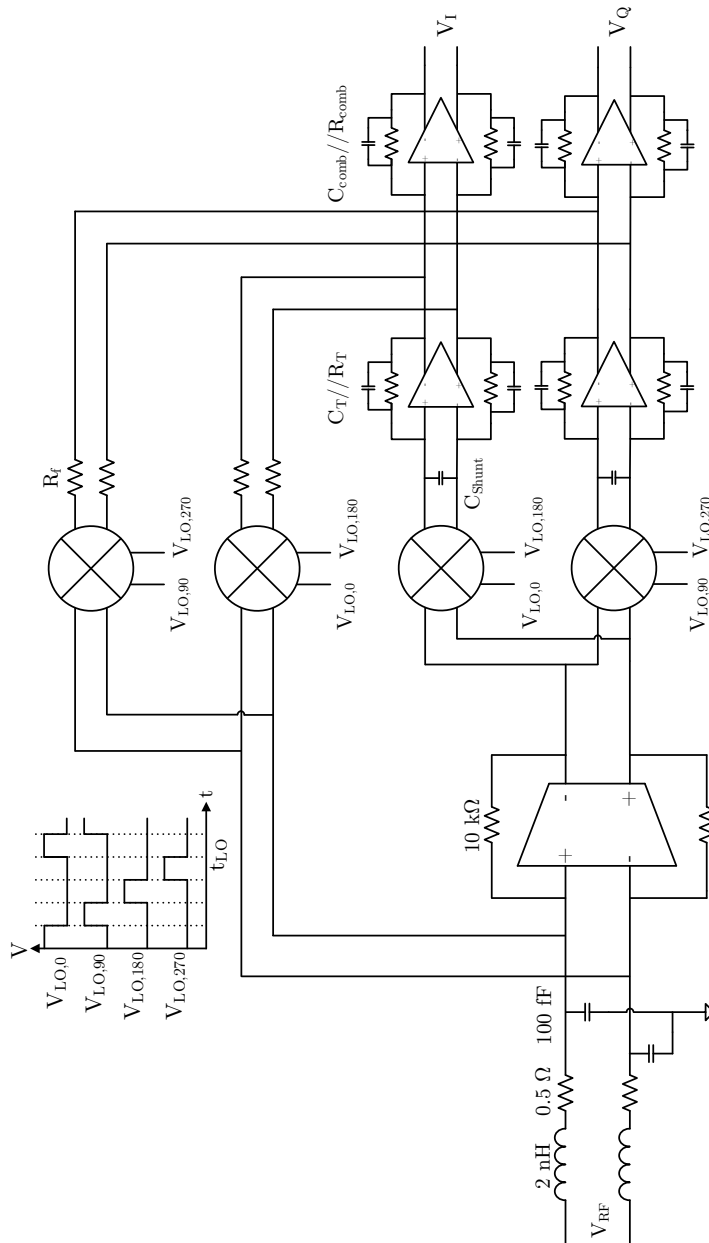 V
V_LO,0
V_LO,90
V_LO,180
V_LO,270
t_LO
t
V_RF
2 nH
0.5 Ω
100 fF
10 kΩ
+
-
-
+
V_LO,90
V_LO,270
R_f
V_LO,0
V_LO,180
V_LO,0
V_LO,180
V_LO,90
V_LO,270
C_Shunt
C_T//R_T
C_comb//R_comb
V_I
V_Q